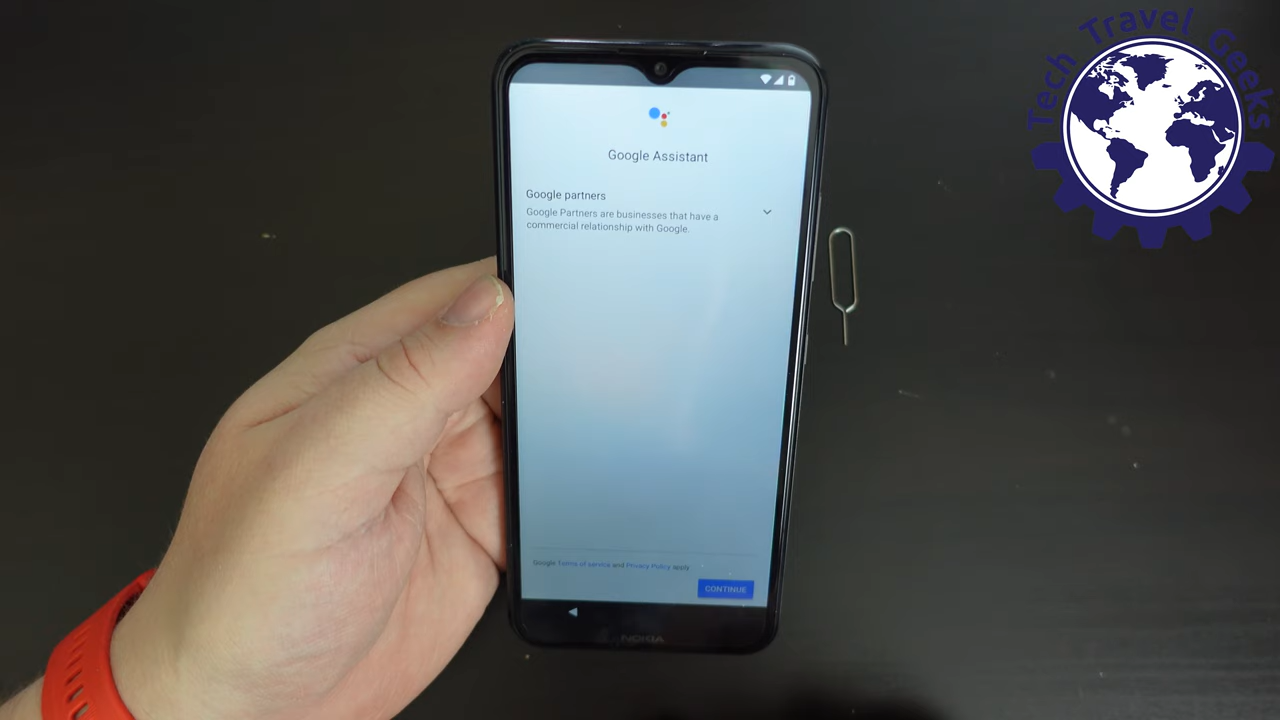 Tech Travel Geeks
Google Assistant
Google partners
Google Partners are businesses that have a
commercial relationship with Google.
Google Terms of service and Privacy Policy apply
CONTINUE
NOKIA